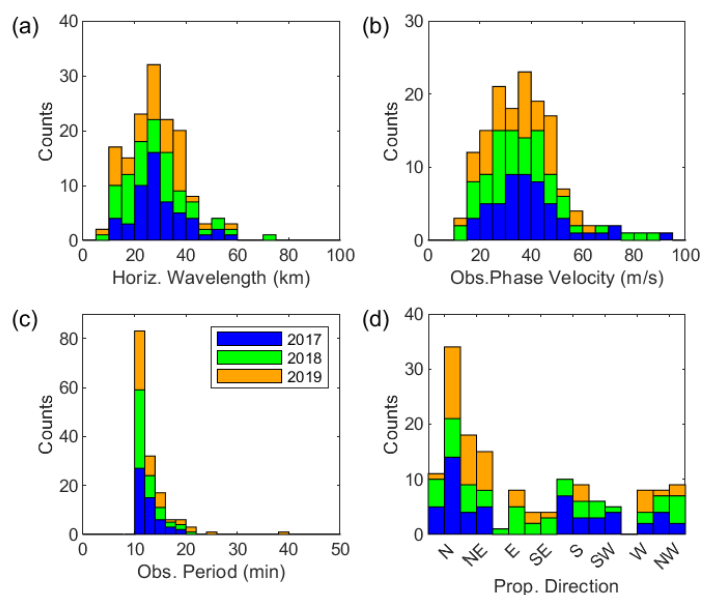 (a)
40
30
20
10
0
Counts
0 20 40 60 80 100
Horiz. Wavelength (km)
(b)
30
20
10
0
Counts
0 20 40 60 80 100
Obs.Phase Velocity (m/s)
(c)
80
60
40
20
0
Counts
0 10 20 30 40 50
Obs. Period (min)
2017
2018
2019
(d)
40
30
20
10
0
Counts
N NE E SE S SW W NW
Prop. Direction